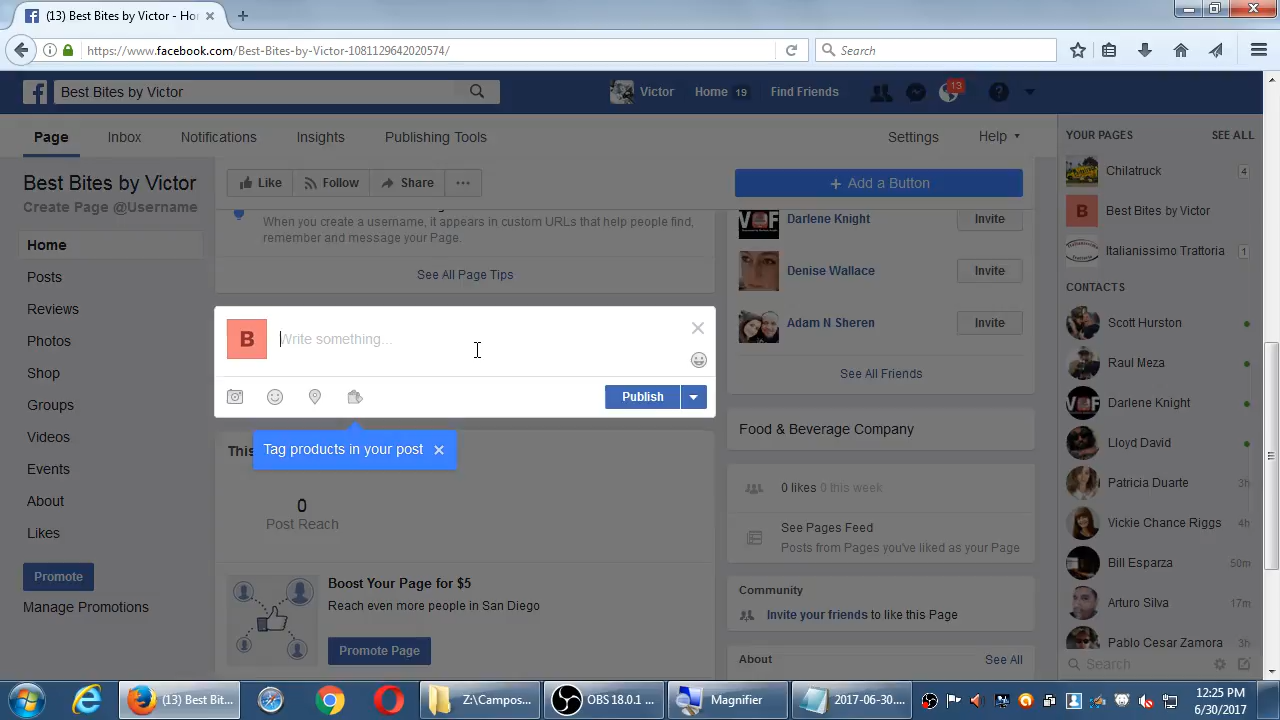 (13) Best Bites by Victor - Ho
https://www.facebook.com/Best-Bites-by-Victor-1081129642020574/
Search
Best Bites by Victor
Victor
Home 19
Find Friends
13
Page
Inbox
Notifications
Insights
Publishing Tools
Settings
Help
Best Bites by Victor
Create Page @Username
Home
Posts
Reviews
Photos
Shop
Groups
Videos
Events
About
Likes
Promote
Manage Promotions
Like
Follow
Share
Add a Button
When you create a username, it appears in custom URLs that help people find,
remember and message your Page.
See All Page Tips
B
Write something...
Publish
Tag products in your post
This
0
Post Reach
Boost Your Page for $5
Reach even more people in San Diego
Promote Page
Darlene Knight
Invite
Denise Wallace
Invite
Adam N Sheren
Invite
See All Friends
Food & Beverage Company
0 likes 0 this week
See Pages Feed
Posts from Pages you've liked as your Page
Community
Invite your friends to like this Page
About
See All
YOUR PAGES
SEE ALL
Chilatruck
4
B
Best Bites by Victor
Italianissimo Trattoria
1
CONTACTS
Scott Hurston
Raul Meza
Darlene Knight
Lloyd David
Patricia Duarte
3h
Vickie Chance Riggs
4h
Bill Esparza
50m
Arturo Silva
17m
Pablo Cesar Zamora
3h
Search
(13) Best Bit...
Z:\Campos...
OBS 18.0.1 ...
Magnifier
2017-06-30....
12:25 PM
6/30/2017